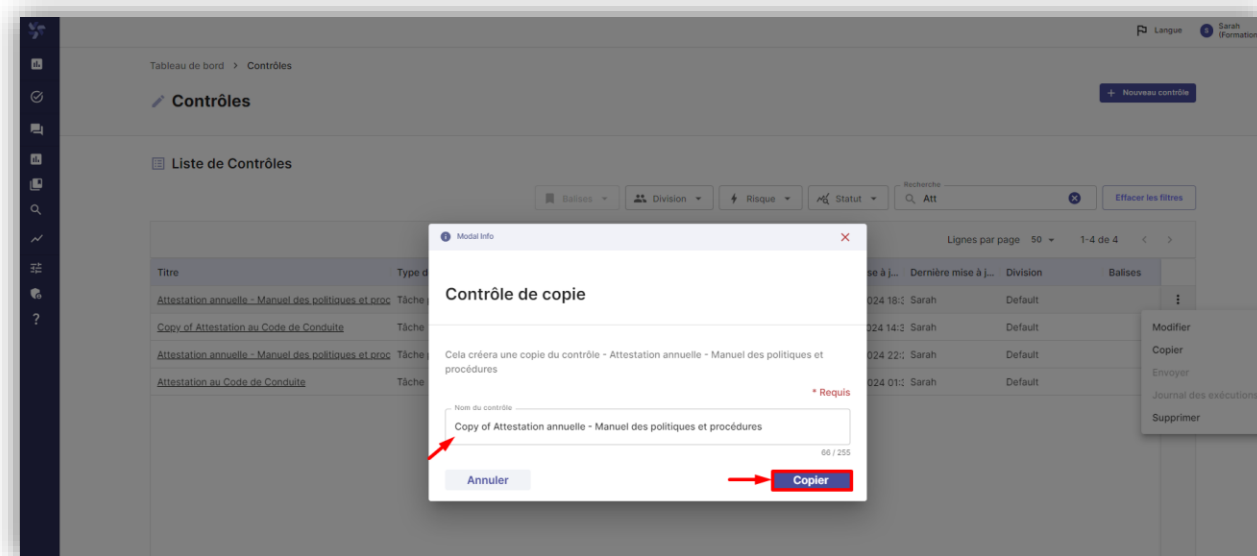 Langue
S
Sarah
(Formation
Tableau de bord > Contrôles
Contrôles
+ Nouveau contrôle
Liste de Contrôles
Balises
Division
Risque
Statut
Recherche
Att
Effacer les filtres
Modal Info
Lignes par page 50
1-4 de 4
Titre
Type d
se à j...
Dernière mise à j...
Division
Balises
Attestation annuelle - Manuel des politiques et proc
Tâche
Sarah
Default
Copy of Attestation au Code de Conduite
Tâche
Sarah
Default
Attestation annuelle - Manuel des politiques et proc
Tâche
Sarah
Default
Attestation au Code de Conduite
Tâche
Sarah
Default
Modifier
Copier
Envoyer
Journal des exécutions
Supprimer
Contrôle de copie
Cela créera une copie du contrôle - Attestation annuelle - Manuel des politiques et
procédures
* Requis
Nom du contrôle
Copy of Attestation annuelle - Manuel des politiques et procédures
66 / 255
Annuler
Copier
?